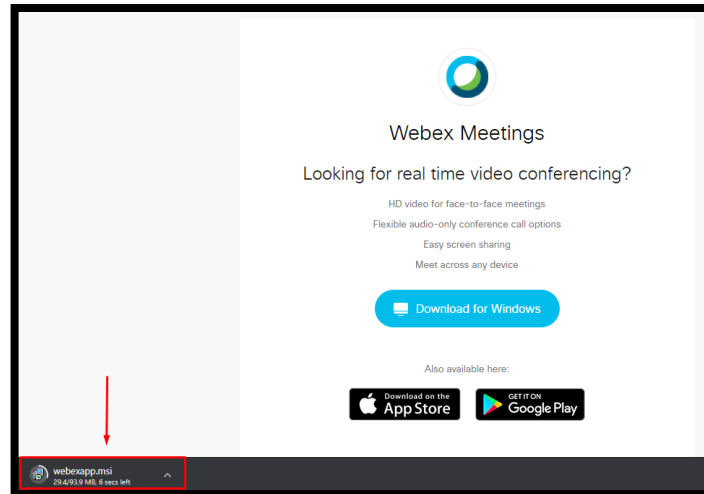 Webex Meetings
Looking for real time video conferencing?
HD video for face-to-face meetings
Flexible audio-only conference call options
Easy screen sharing
Meet across any device
Download for Windows
Also available here:
Download on the
App Store
GET IT ON
Google Play
webexapp.msi
29.4/93.9 MB, 6 secs left